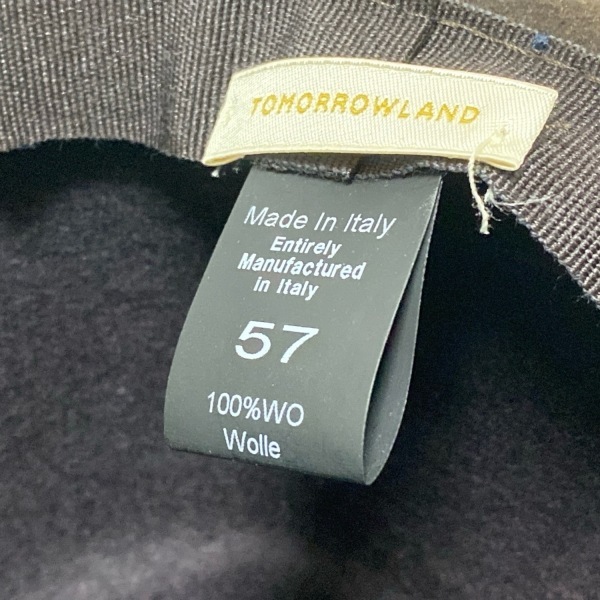 TOMORROWLAND
Made In Italy
Entirely
Manufactured
In Italy
57
100%WO
Wolle